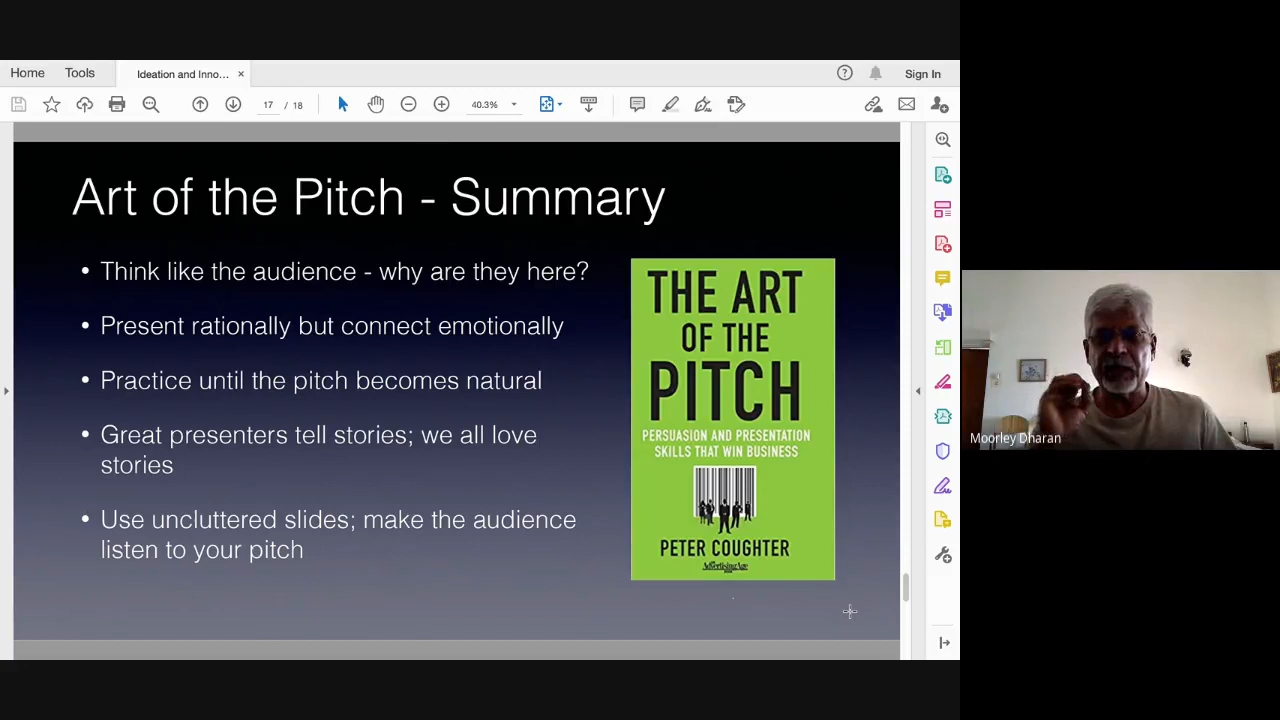 Home
Tools
Ideation and Inno...
Sign In
17 / 18
40.3%
Art of the Pitch - Summary
• Think like the audience - why are they here?
• Present rationally but connect emotionally
• Practice until the pitch becomes natural
• Great presenters tell stories; we all love
stories
• Use uncluttered slides; make the audience
listen to your pitch
THE ART
OF THE
PITCH
PERSUASION AND PRESENTATION
SKILLS THAT WIN BUSINESS
PETER COUGHTER
AdvertisingAge
Moorley Dharan